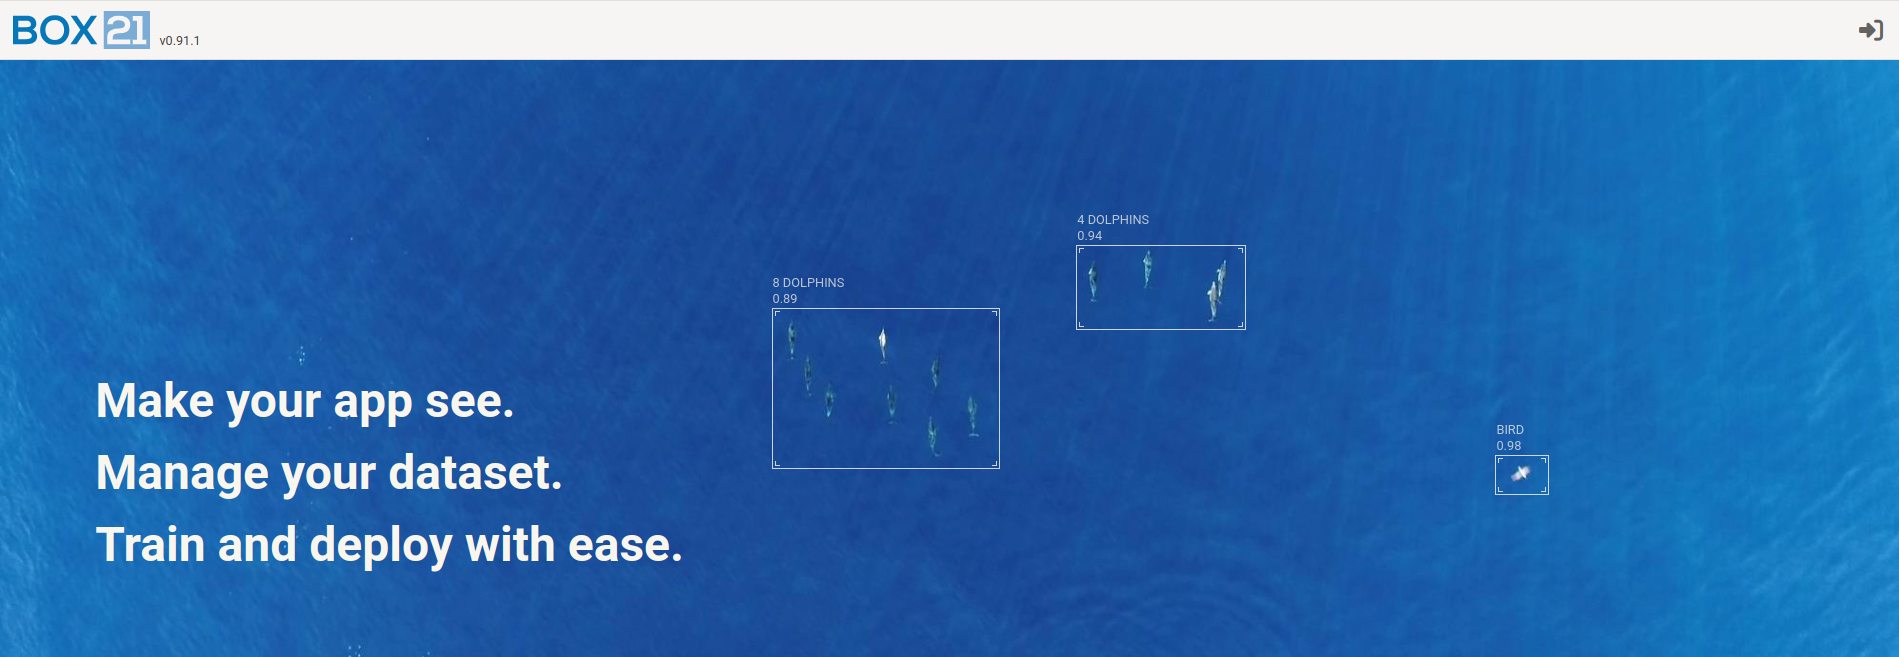 BOX 21 v0.91.1
4 DOLPHINS
0.94
8 DOLPHINS
0.89
Make your app see.
Manage your dataset.
Train and deploy with ease.
BIRD
0.98